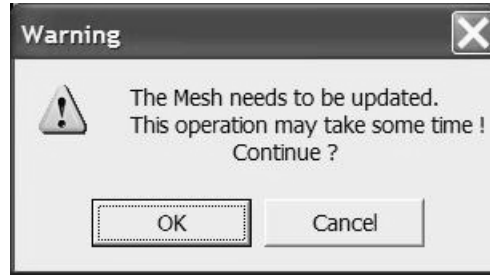 Warning
The Mesh needs to be updated.
This operation may take some time !
Continue ?
OK
Cancel